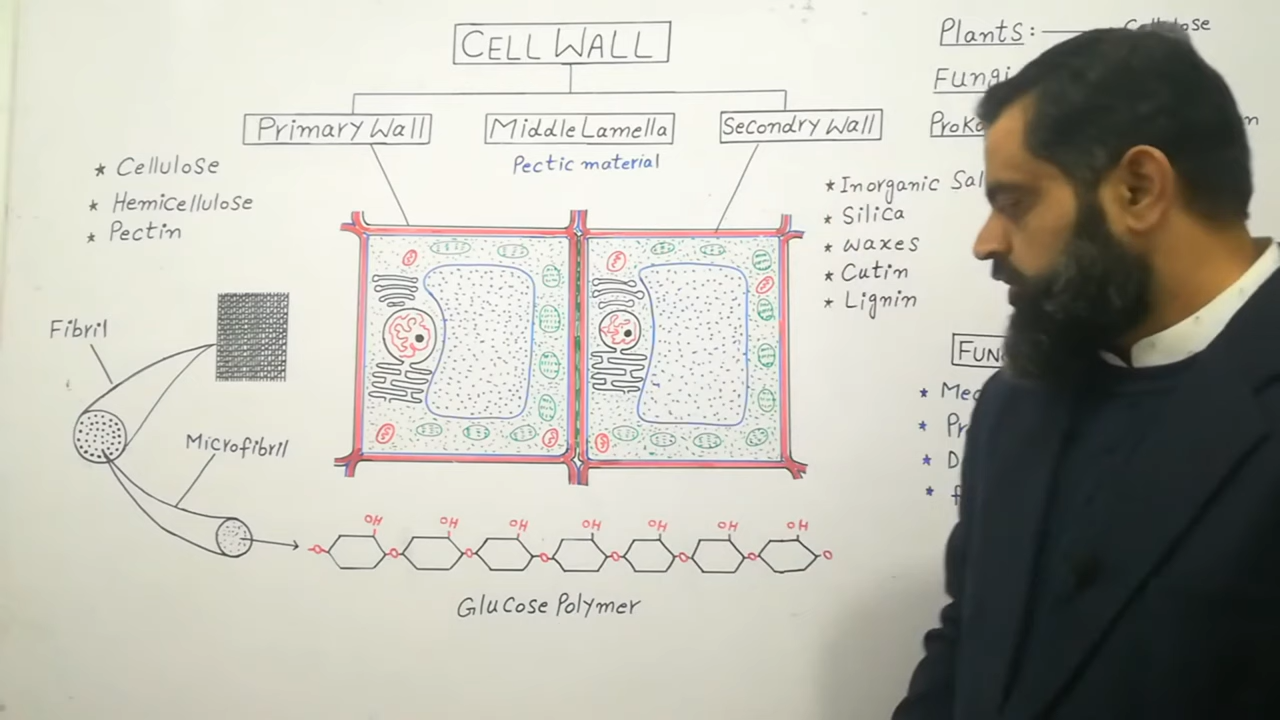 CELL WALL
Primary Wall
Middle Lamella
Secondry Wall
Pectic material
* Cellulose
* Hemicellulose
* Pectin
Plants:
Fungi
* Inorganic Sal
* Silica
* Waxes
* Cutin
* Lignin
Fibril
Microfibril
OH OH OH OH OH OH OH
O O O O O O O O
Glucose Polymer